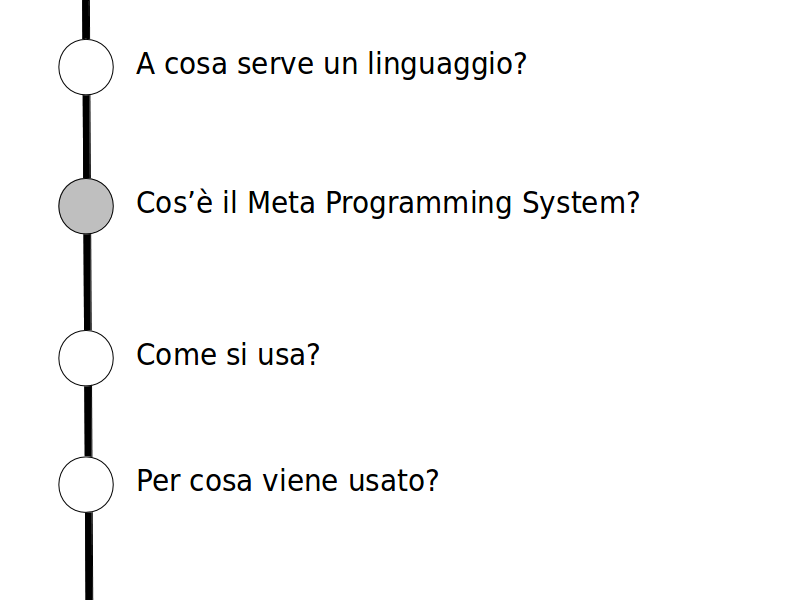 A cosa serve un linguaggio?
Cos’è il Meta Programming System?
Come si usa?
Per cosa viene usato?